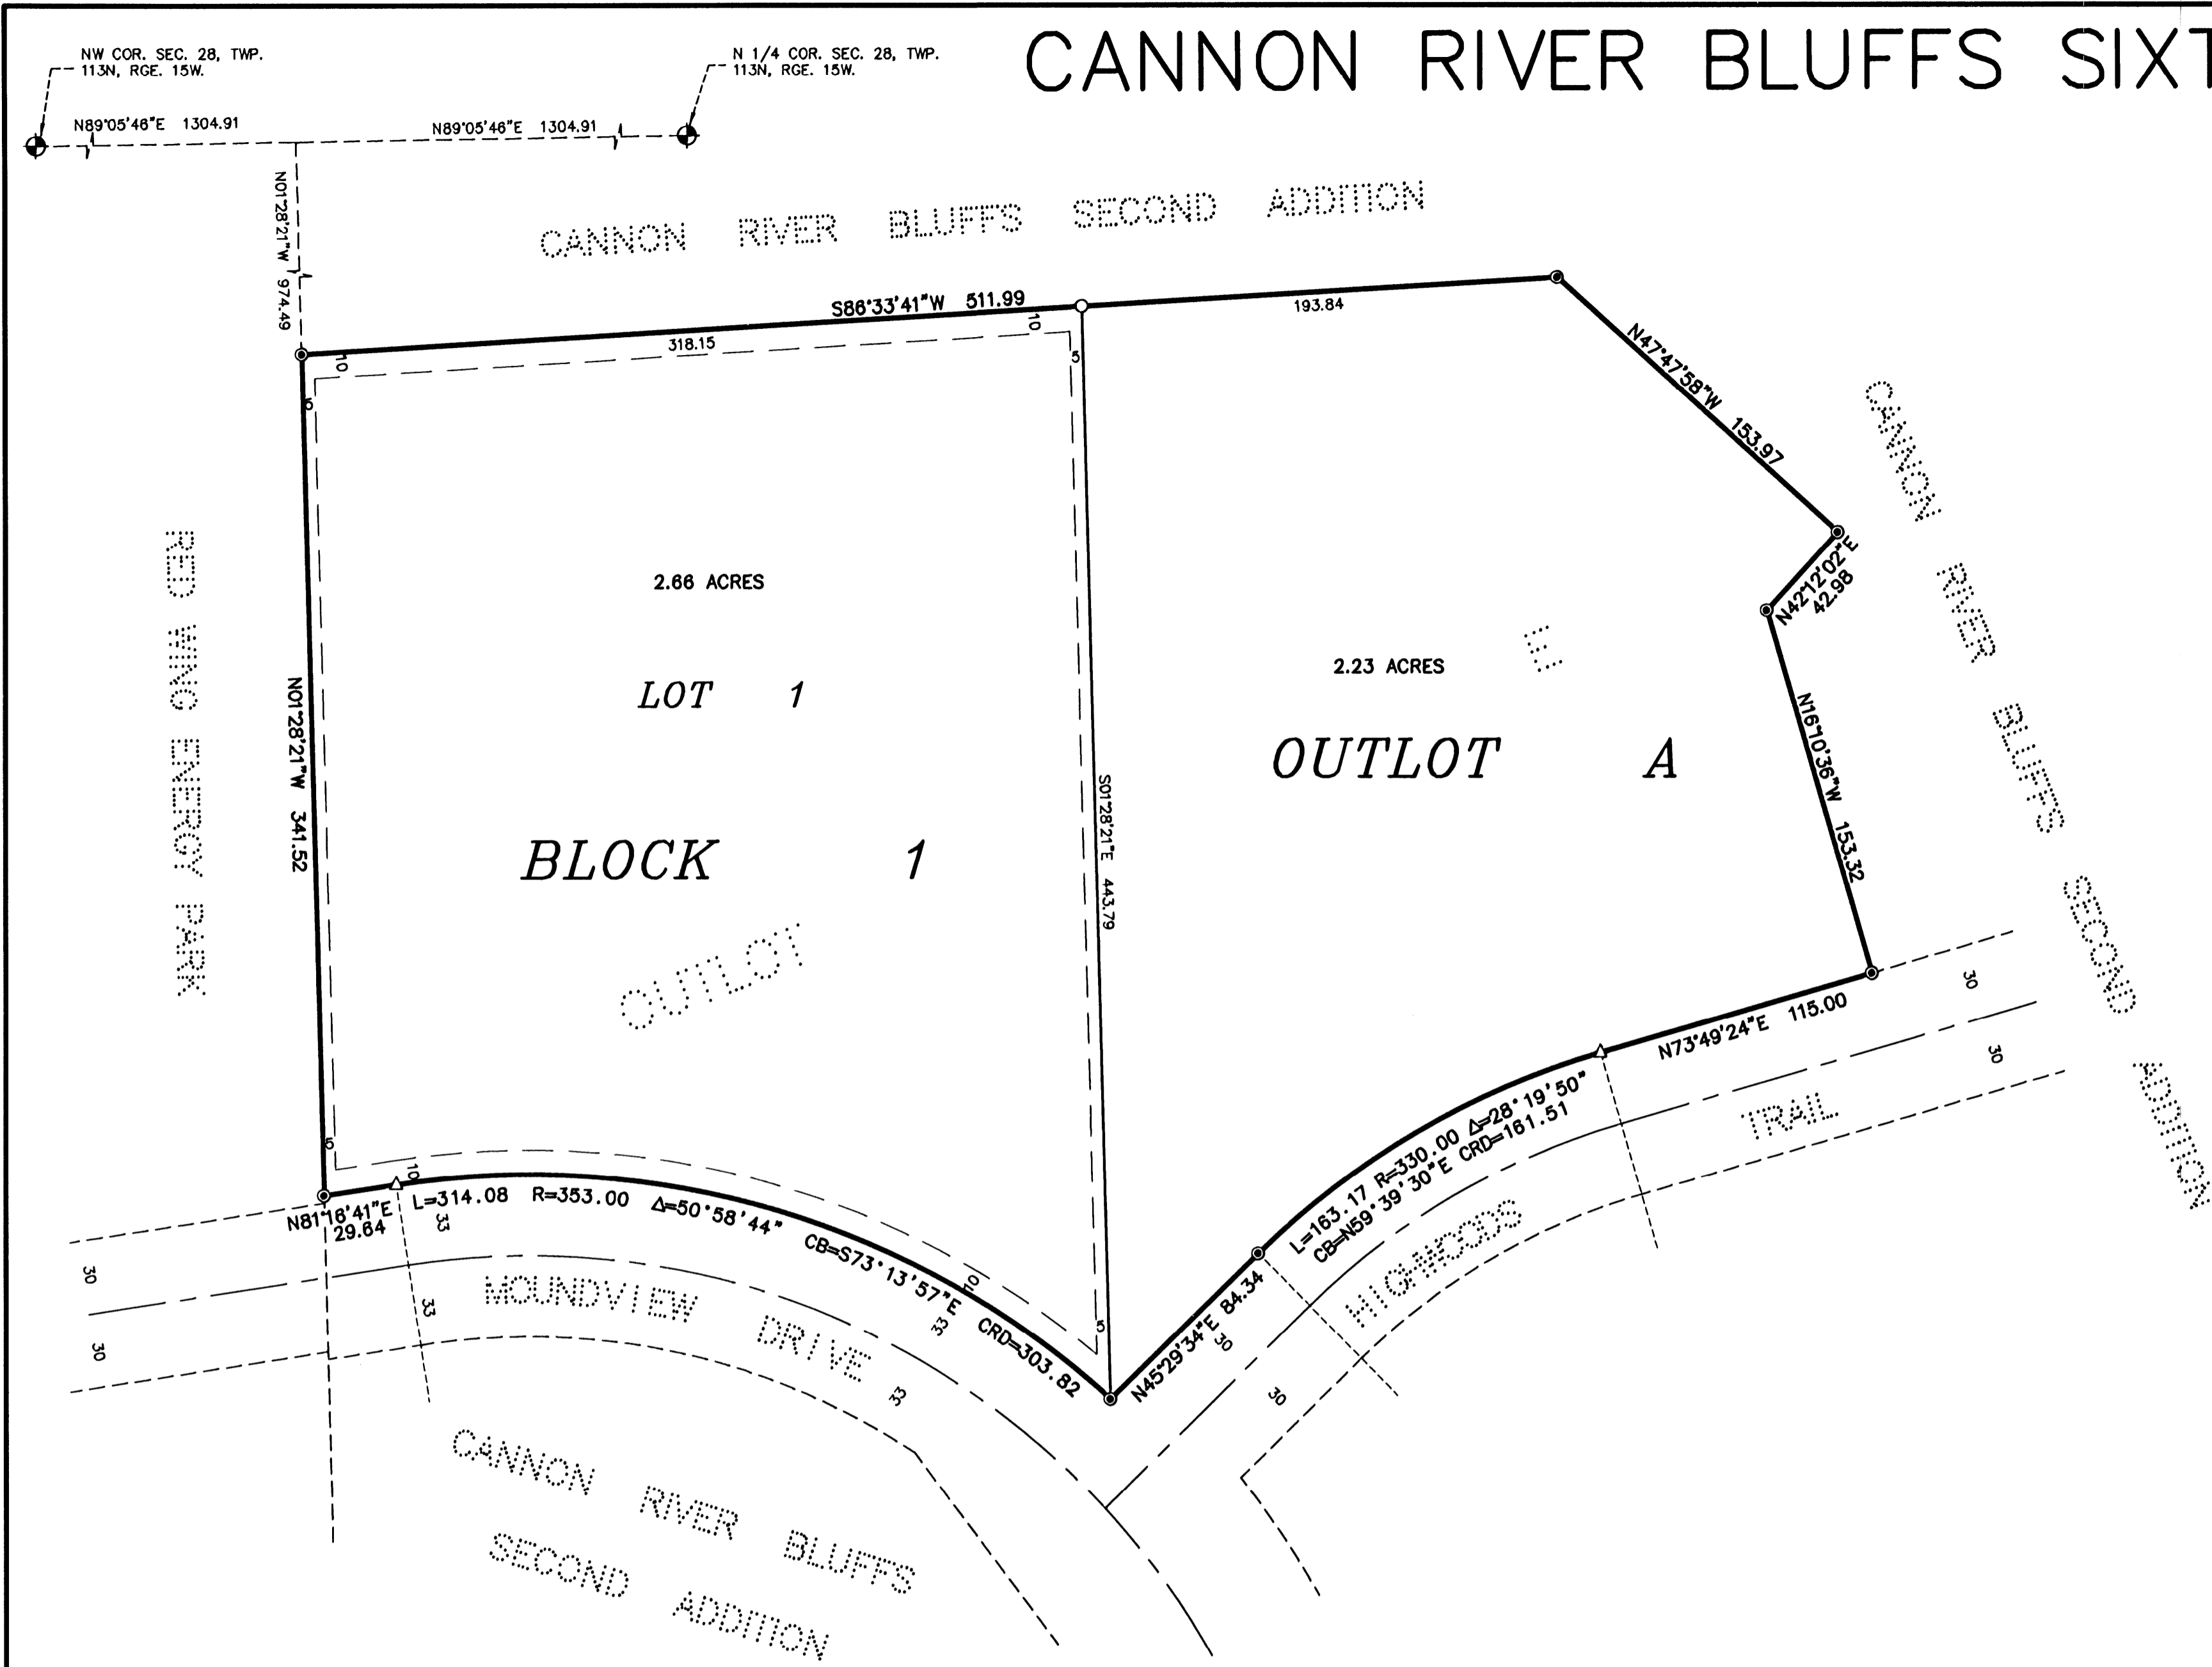 CANNON RIVER BLUFFS SIXT
NW COR. SEC. 28, TWP.
113N, RGE. 15W.
N 1/4 COR. SEC. 28, TWP.
113N, RGE. 15W.
N89°05'46"E 1304.91
N89°05'46"E 1304.91
N01°28'21"W 974.49
CANNON RIVER BLUFFS SECOND ADDITION
S86°33'41"W 511.99
318.15
193.84
10
10
5
5
N47°47'58"W 153.97
N42°12'02"E
42.98
N16°10'36"W 153.32
CANNON RIVER BLUFFS SECOND ADDITION
RED WING ENERGY PARK
N01°28'21"W 341.52
2.66 ACRES
LOT 1
BLOCK 1
OUTLOT
S01°28'21"E 443.79
2.23 ACRES
OUTLOT A
N73°49'24"E 115.00
30
30
L=163.17 R=330.00 Δ=28°19'50"
CB=N59°39'30"E CRD=161.51
HIGHWOODS TRAIL
N45°29'34"E 84.34
30
30
5
10
N81°16'41"E
29.64
L=314.08 R=353.00 Δ=50°58'44" CB=S73°13'57"E CRD=303.82
10
5
33
33
33
33
30
30
MOUNDVIEW DRIVE
CANNON RIVER BLUFFS
SECOND ADDITION